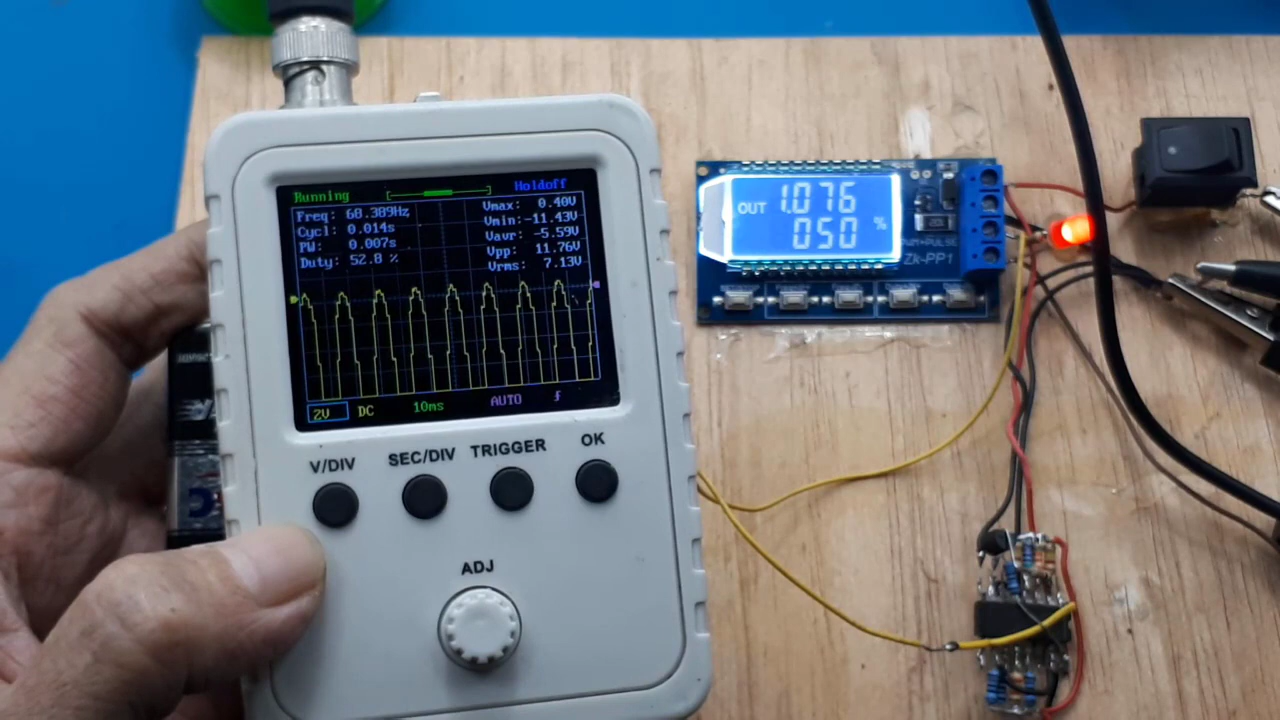 Running Holdoff
Freq: 68.389Hz
Cycl: 0.014s
PW: 0.007s
Duty: 52.8 %
Vmax: 0.40V
Vmin:-11.43V
Vavr: -5.59V
Vpp: 11.76V
Vrms: 7.13V
2V DC 10ms AUTO
V/DIV SEC/DIV TRIGGER OK
ADJ
OUT 1.076
050 %
PWM+PULSE
ZK-PP1